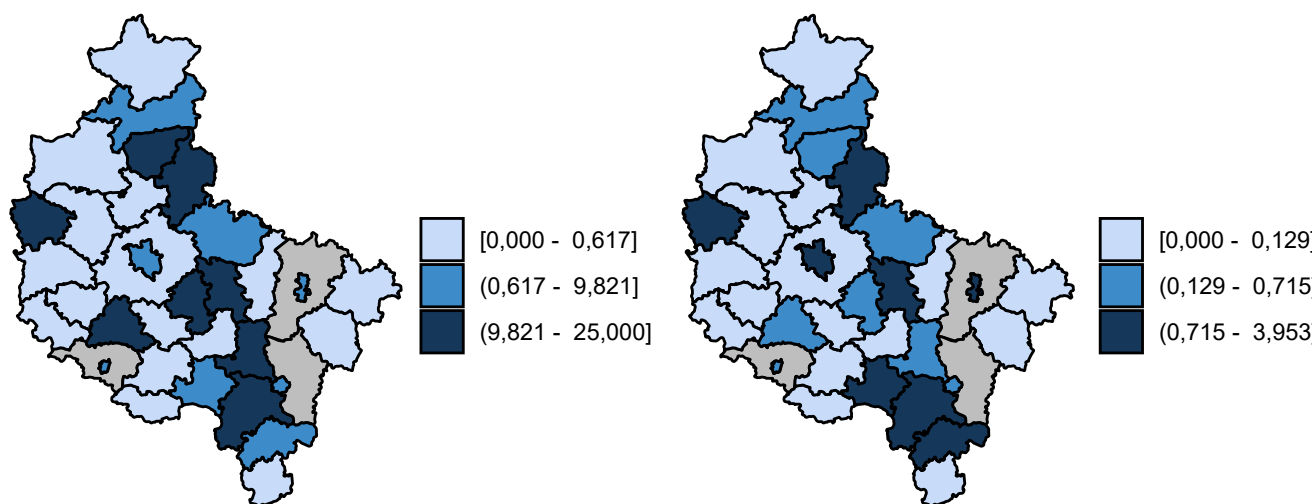 [0,000 - 0,617]
(0,617 - 9,821]
(9,821 - 25,000]
[0,000 - 0,129]
(0,129 - 0,715]
(0,715 - 3,953]